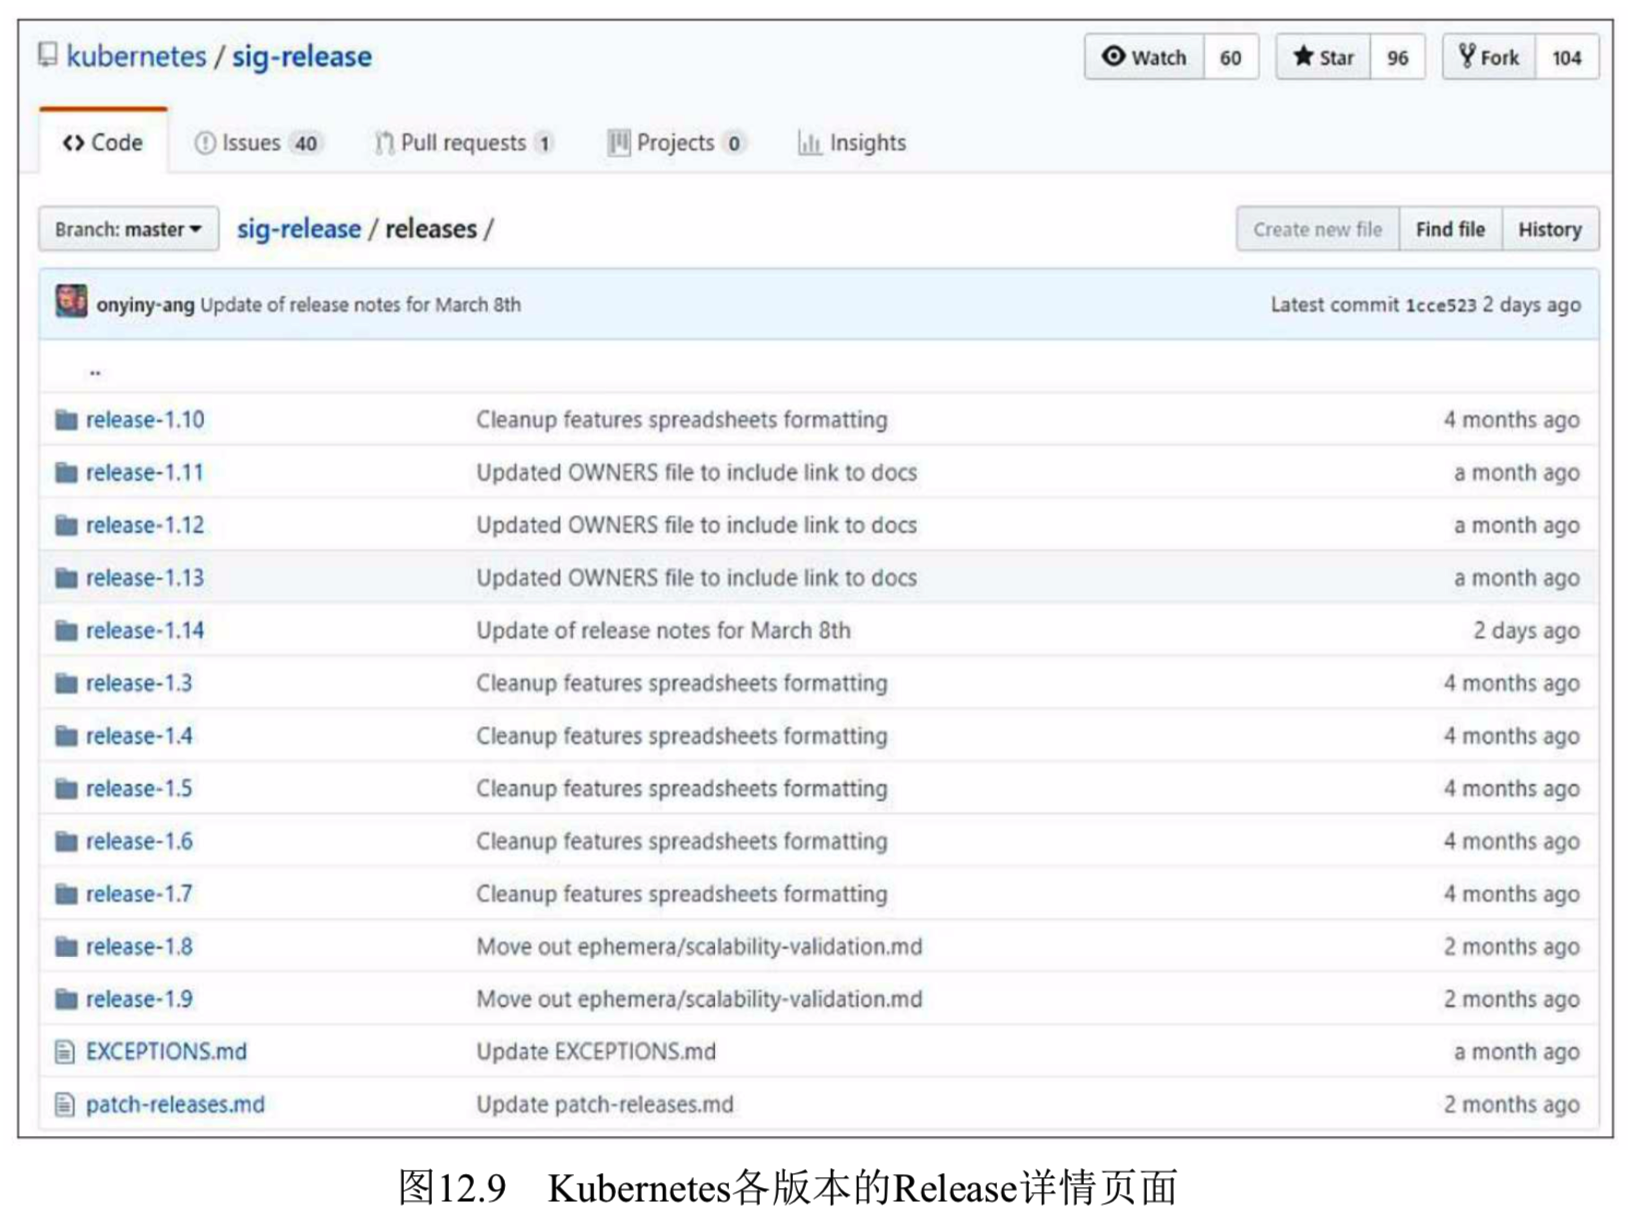 kubernetes / sig-release
Watch 60 Star 96 Fork 104
Code Issues 40 Pull requests 1 Projects 0 Insights
Branch: master sig-release / releases / Create new file Find file History
onyiny-ang Update of release notes for March 8th Latest commit 1cce523 2 days ago
..
release-1.10 Cleanup features spreadsheets formatting 4 months ago
release-1.11 Updated OWNERS file to include link to docs a month ago
release-1.12 Updated OWNERS file to include link to docs a month ago
release-1.13 Updated OWNERS file to include link to docs a month ago
release-1.14 Update of release notes for March 8th 2 days ago
release-1.3 Cleanup features spreadsheets formatting 4 months ago
release-1.4 Cleanup features spreadsheets formatting 4 months ago
release-1.5 Cleanup features spreadsheets formatting 4 months ago
release-1.6 Cleanup features spreadsheets formatting 4 months ago
release-1.7 Cleanup features spreadsheets formatting 4 months ago
release-1.8 Move out ephemera/scalability-validation.md 2 months ago
release-1.9 Move out ephemera/scalability-validation.md 2 months ago
EXCEPTIONS.md Update EXCEPTIONS.md a month ago
patch-releases.md Update patch-releases.md 2 months ago
图12.9 Kubernetes各版本的Release详情页面